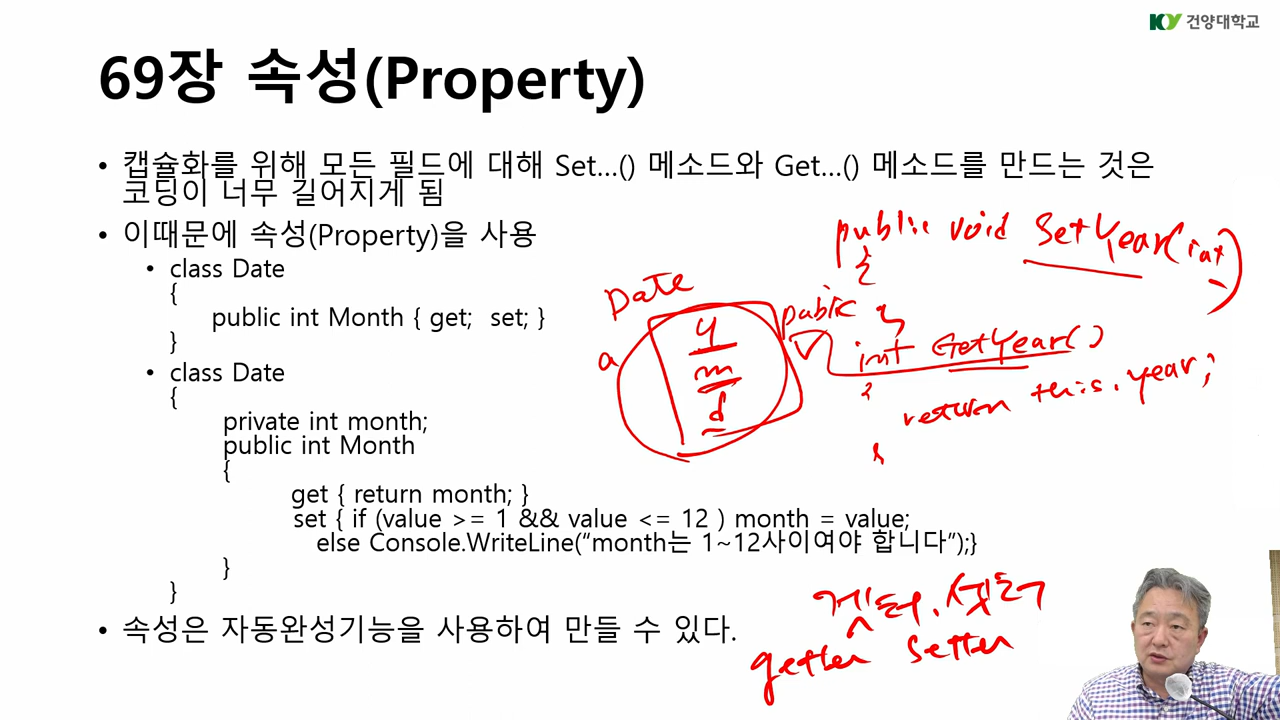 KY 건양대학교
69장 속성(Property)
• 캡슐화를 위해 모든 필드에 대해 Set...() 메소드와 Get...() 메소드를 만드는 것은
코딩이 너무 길어지게 됨
• 이때문에 속성(Property)을 사용
• class Date
{
public int Month { get; set; }
}
• class Date
{
private int month;
public int Month
{
get { return month; }
set { if (value >= 1 && value <= 12 ) month = value;
else Console.WriteLine(“month는 1~12사이여야 합니다”);}
}
}
• 속성은 자동완성기능을 사용하여 만들 수 있다.
public void SetYear(int)
{
}
Date
a
y
m
d
public
int GetYear()
{
return this.year;
}
겟터, 셋터
getter setter